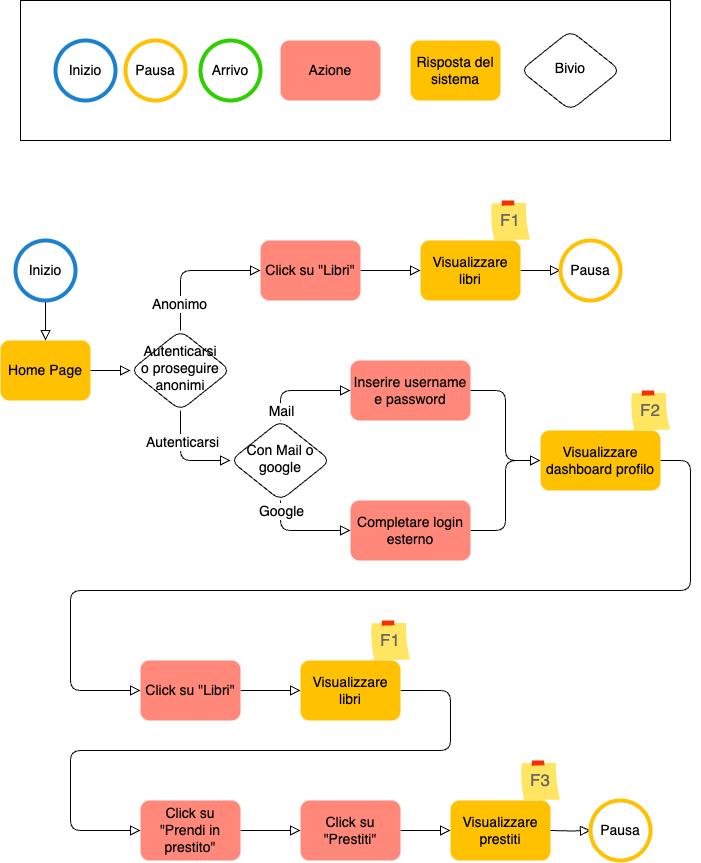 Inizio
Pausa
Arrivo
Azione
Risposta del
sistema
Bivio
F1
Inizio
Click su "Libri"
Visualizzare
libri
Pausa
Anonimo
Home Page
Autenticarsi
o proseguire
anonimi
Inserire username
e password
Mail
F2
Autenticarsi
Con Mail o
google
Visualizzare
dashboard profilo
Google
Completare login
esterno
F1
Click su "Libri"
Visualizzare
libri
F3
Click su
"Prendi in
prestito"
Click su
"Prestiti"
Visualizzare
prestiti
Pausa